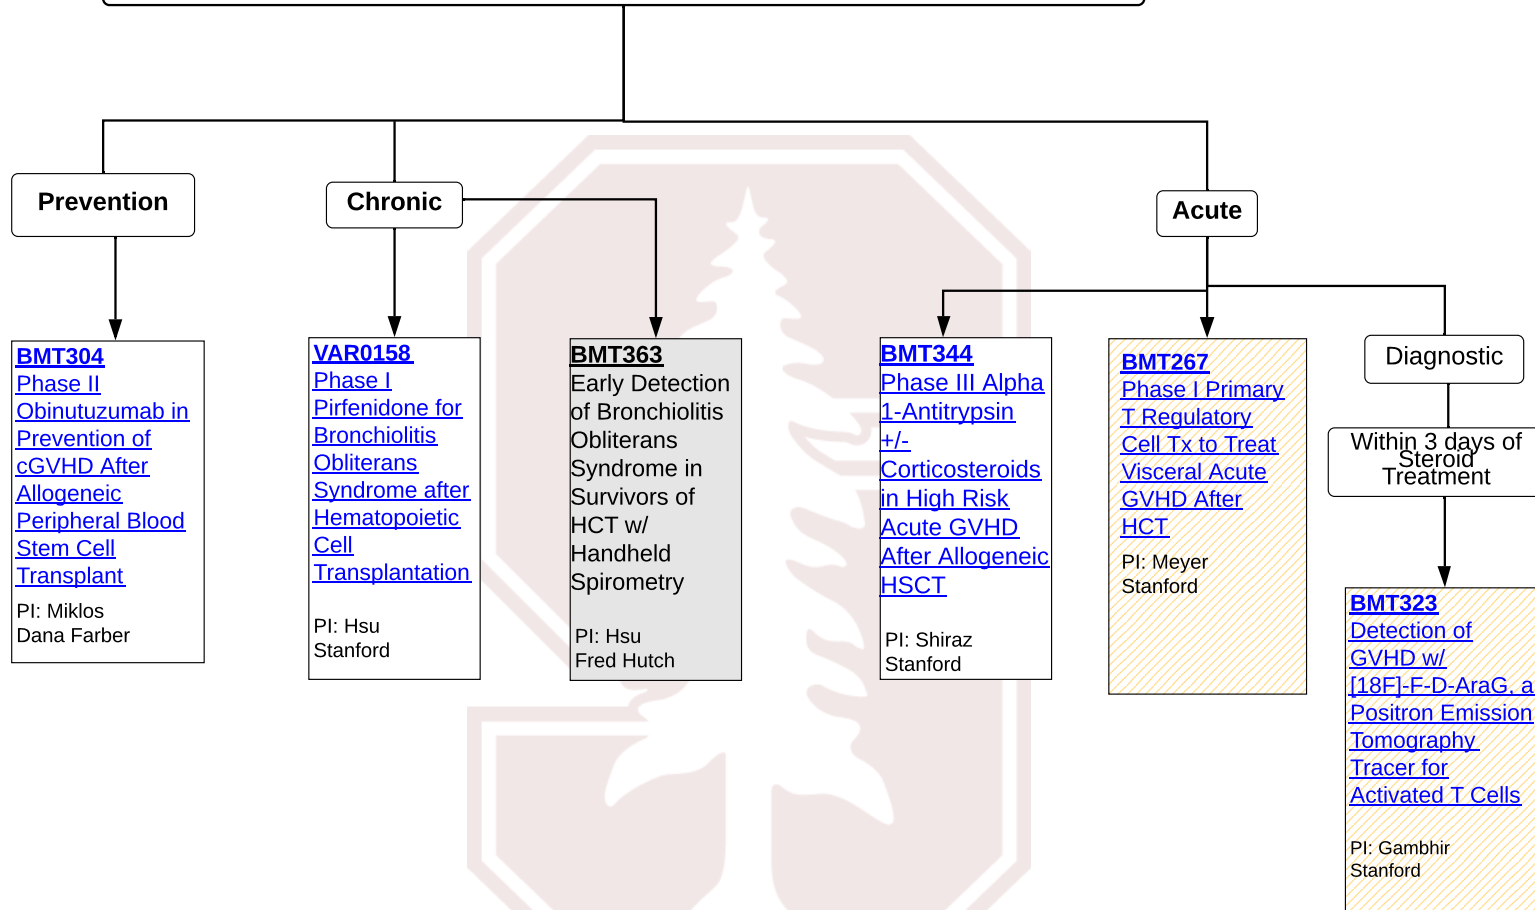 Prevention
Chronic
Acute
BMT304
Phase II
Obinutuzumab in
Prevention of
cGVHD After
Allogeneic
Peripheral Blood
Stem Cell
Transplant
PI: Miklos
Dana Farber
VAR0158
Phase I
Pirfenidone for
Bronchiolitis
Obliterans
Syndrome after
Hematopoietic
Cell
Transplantation
PI: Hsu
Stanford
BMT363
Early Detection
of Bronchiolitis
Obliterans
Syndrome in
Survivors of
HCT w/
Handheld
Spirometry
PI: Hsu
Fred Hutch
BMT344
Phase III Alpha
1-Antitrypsin
+/-
Corticosteroids
in High Risk
Acute GVHD
After Allogeneic
HSCT
PI: Shiraz
Stanford
BMT267
Phase I Primary
T Regulatory
Cell Tx to Treat
Visceral Acute
GVHD After
HCT
PI: Meyer
Stanford
Diagnostic
Within 3 days of
Steroid
Treatment
BMT323
Detection of
GVHD w/
[18F]-F-D-AraG, a
Positron Emission
Tomography
Tracer for
Activated T Cells
PI: Gambhir
Stanford